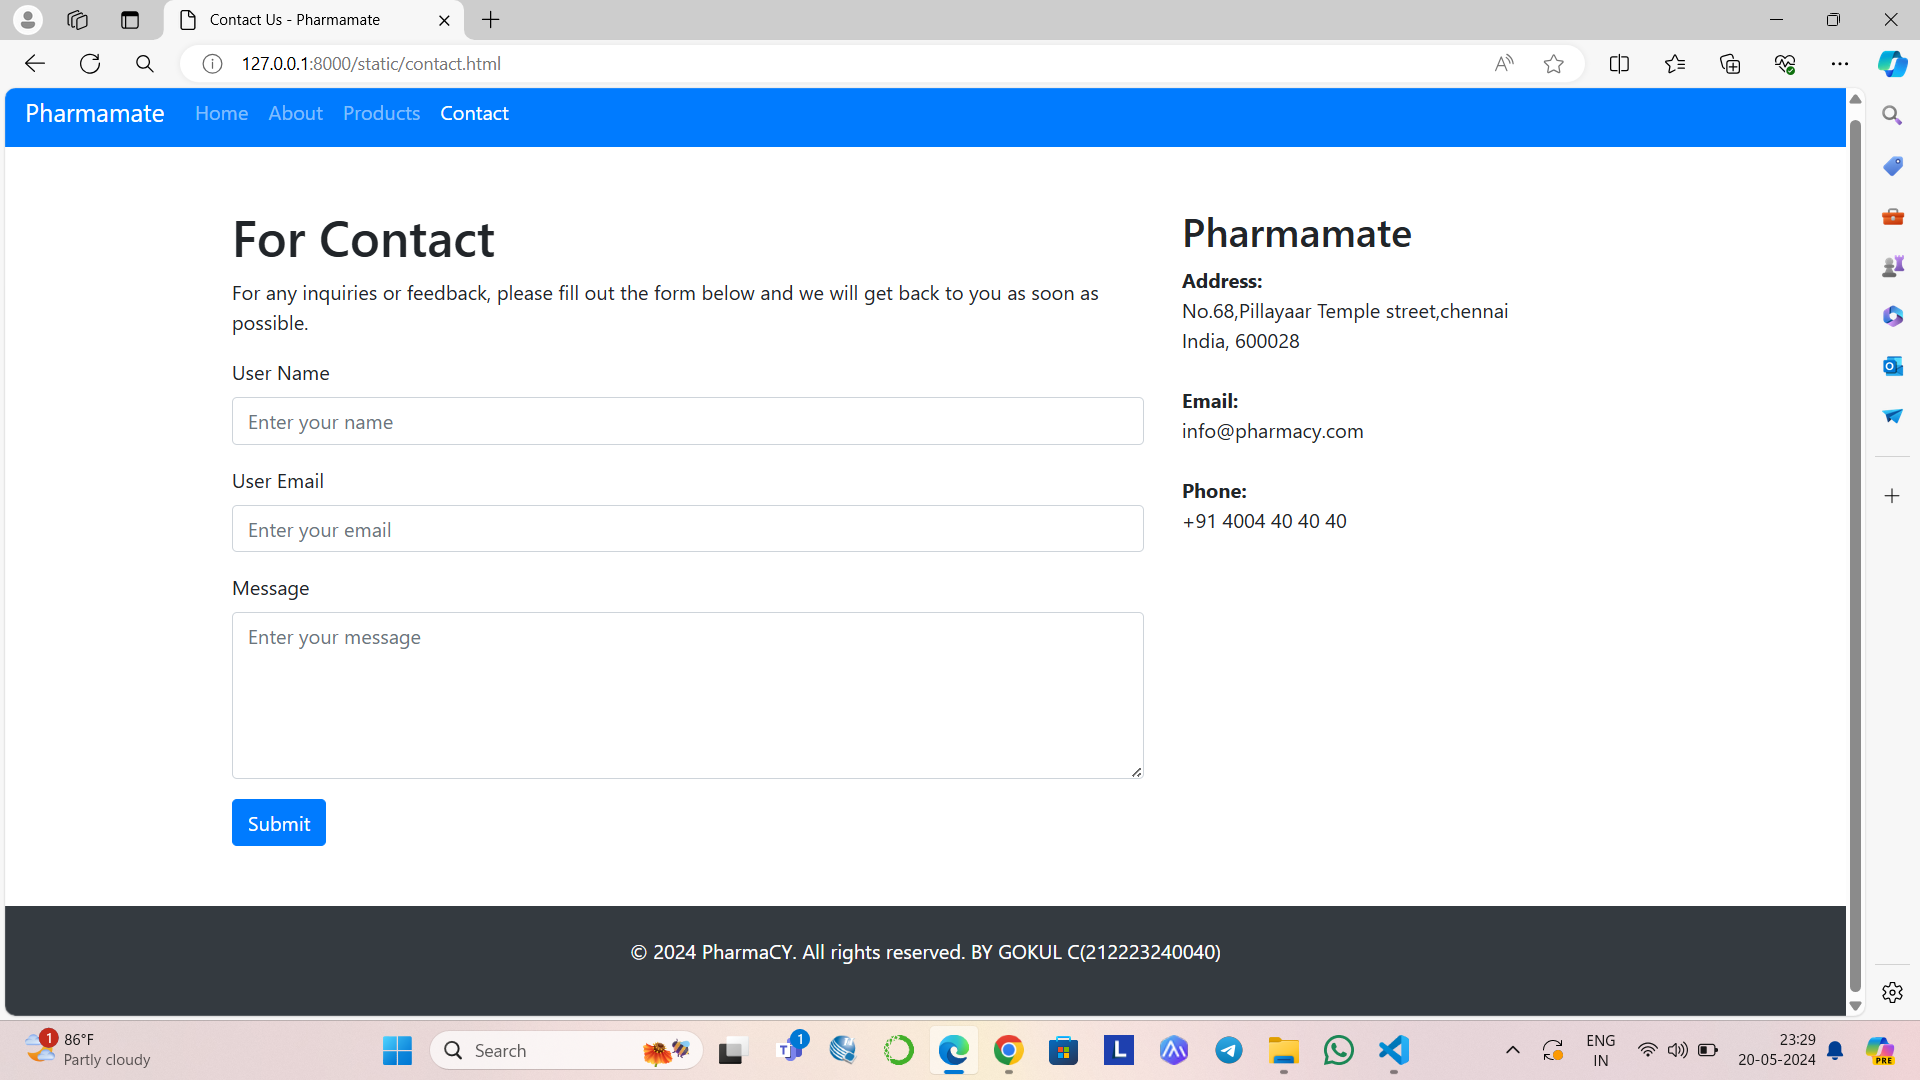 Contact Us - Pharmamate
127.0.0.1:8000/static/contact.html
Pharmamate Home About Products Contact
For Contact
For any inquiries or feedback, please fill out the form below and we will get back to you as soon as
possible.
User Name
Enter your name
User Email
Enter your email
Message
Enter your message
Submit
Pharmamate
Address:
No.68,Pillayaar Temple street,chennai
India, 600028
Email:
info@pharmacy.com
Phone:
+91 4004 40 40 40
© 2024 PharmaCY. All rights reserved. BY GOKUL C(212223240040)
1
86°F
Partly cloudy
Search
1
L
ENG
IN
23:29
20-05-2024
PRE